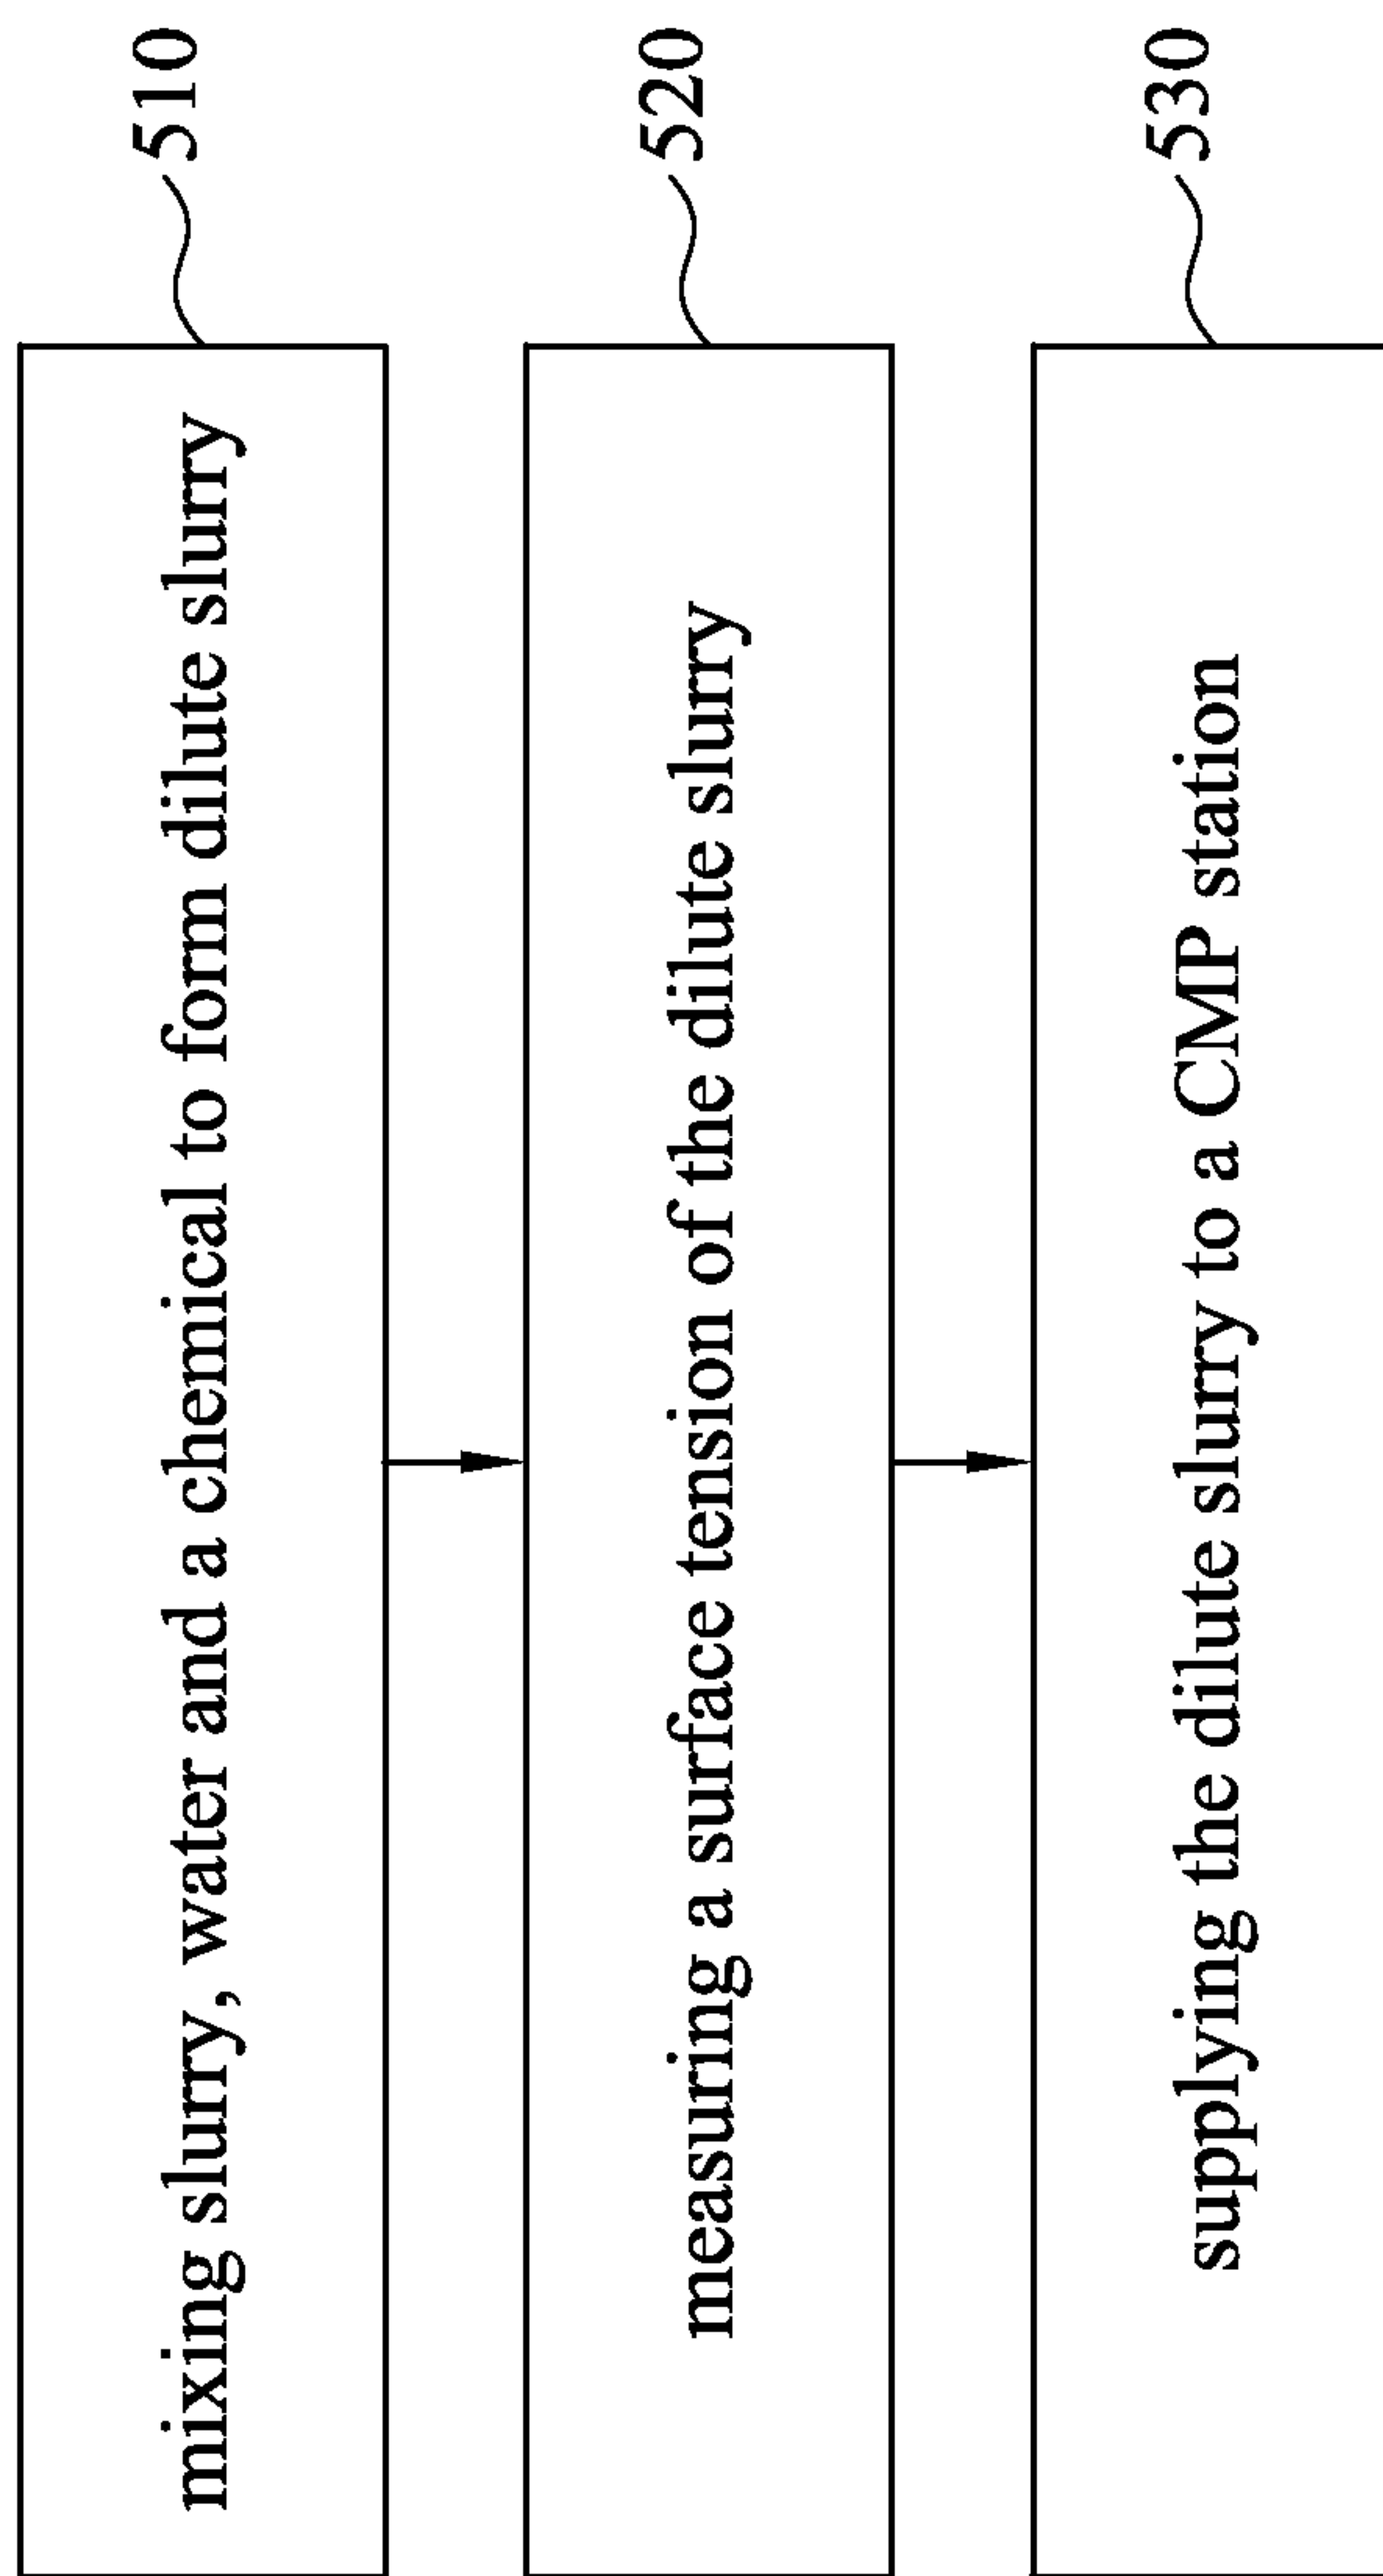 mixing slurry, water and a chemical to form dilute slurry
510
measuring a surface tension of the dilute slurry
520
supplying the dilute slurry to a CMP station
530